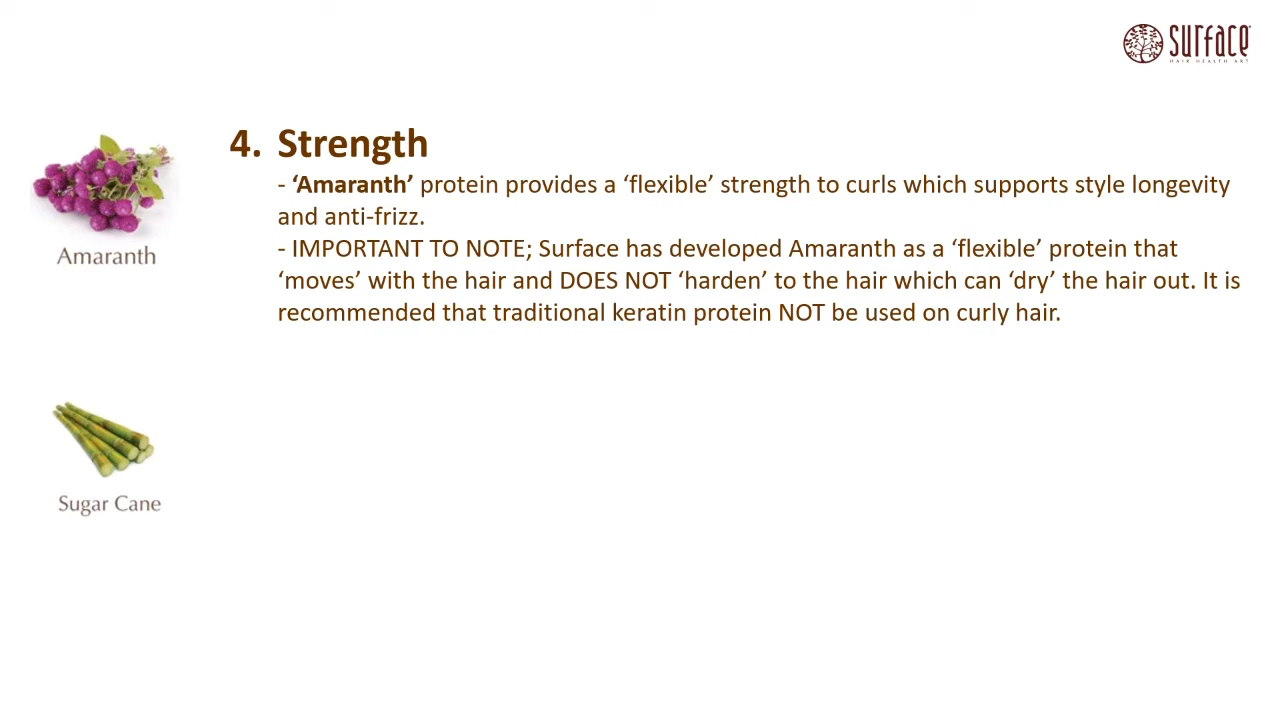 surface
HAIR HEALTH ART
4. Strength
- ‘Amaranth’ protein provides a ‘flexible’ strength to curls which supports style longevity
and anti-frizz.
- IMPORTANT TO NOTE; Surface has developed Amaranth as a ‘flexible’ protein that
‘moves’ with the hair and DOES NOT ‘harden’ to the hair which can ‘dry’ the hair out. It is
recommended that traditional keratin protein NOT be used on curly hair.
Amaranth
Sugar Cane